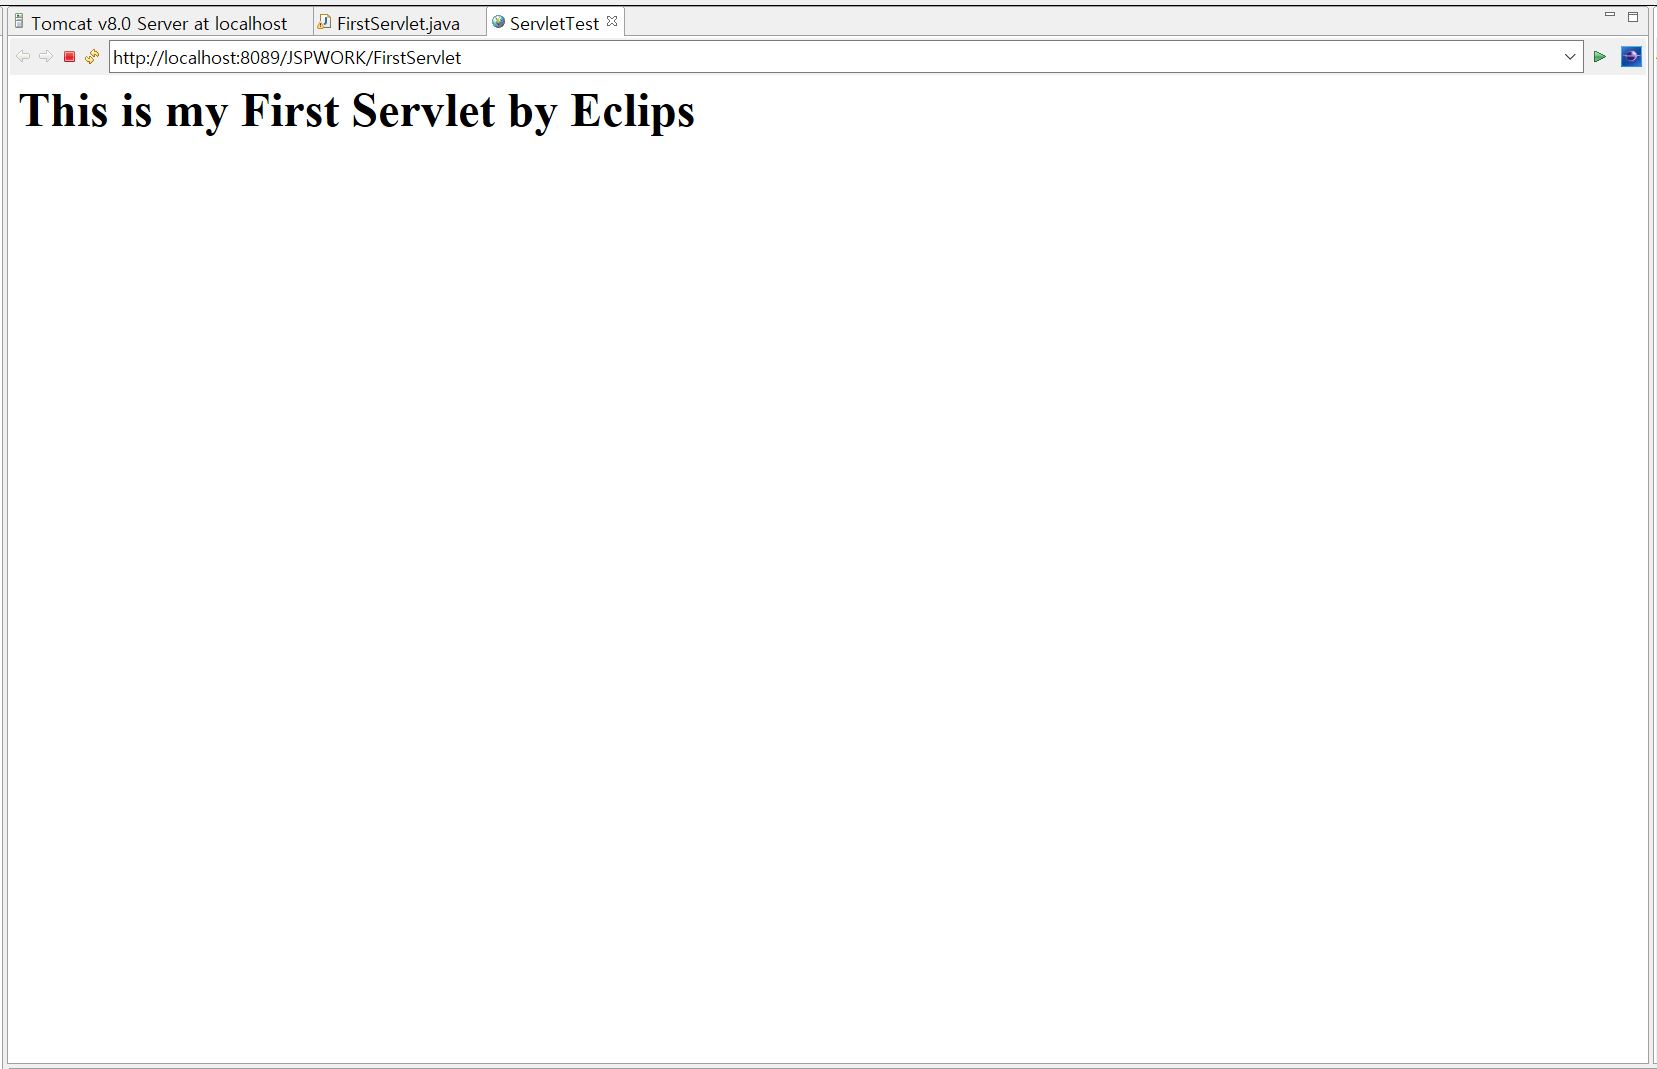 Tomcat v8.0 Server at localhost FirstServlet.java ServletTest
http://localhost:8089/JSPWORK/FirstServlet
This is my First Servlet by Eclips